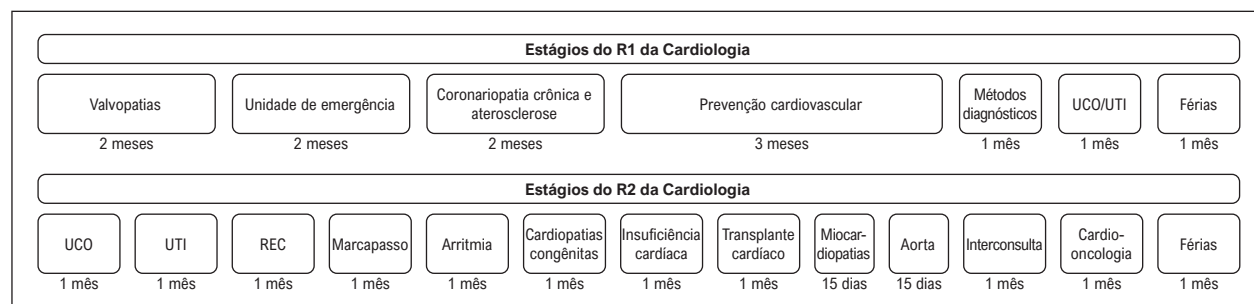 Estágios do R1 da Cardiologia
Valvopatias
2 meses
Unidade de emergência
2 meses
Coronariopatia crônica e
aterosclerose
2 meses
Prevenção cardiovascular
3 meses
Métodos
diagnósticos
1 mês
UCO/UTI
1 mês
Férias
1 mês
Estágios do R2 da Cardiologia
UCO
1 mês
UTI
1 mês
REC
1 mês
Marcapasso
1 mês
Arritmia
1 mês
Cardiopatias
congênitas
1 mês
Insuficiência
cardíaca
1 mês
Transplante
cardíaco
1 mês
Miocar-
diopatias
15 dias
Aorta
15 dias
Interconsulta
1 mês
Cardio-
oncologia
1 mês
Férias
1 mês